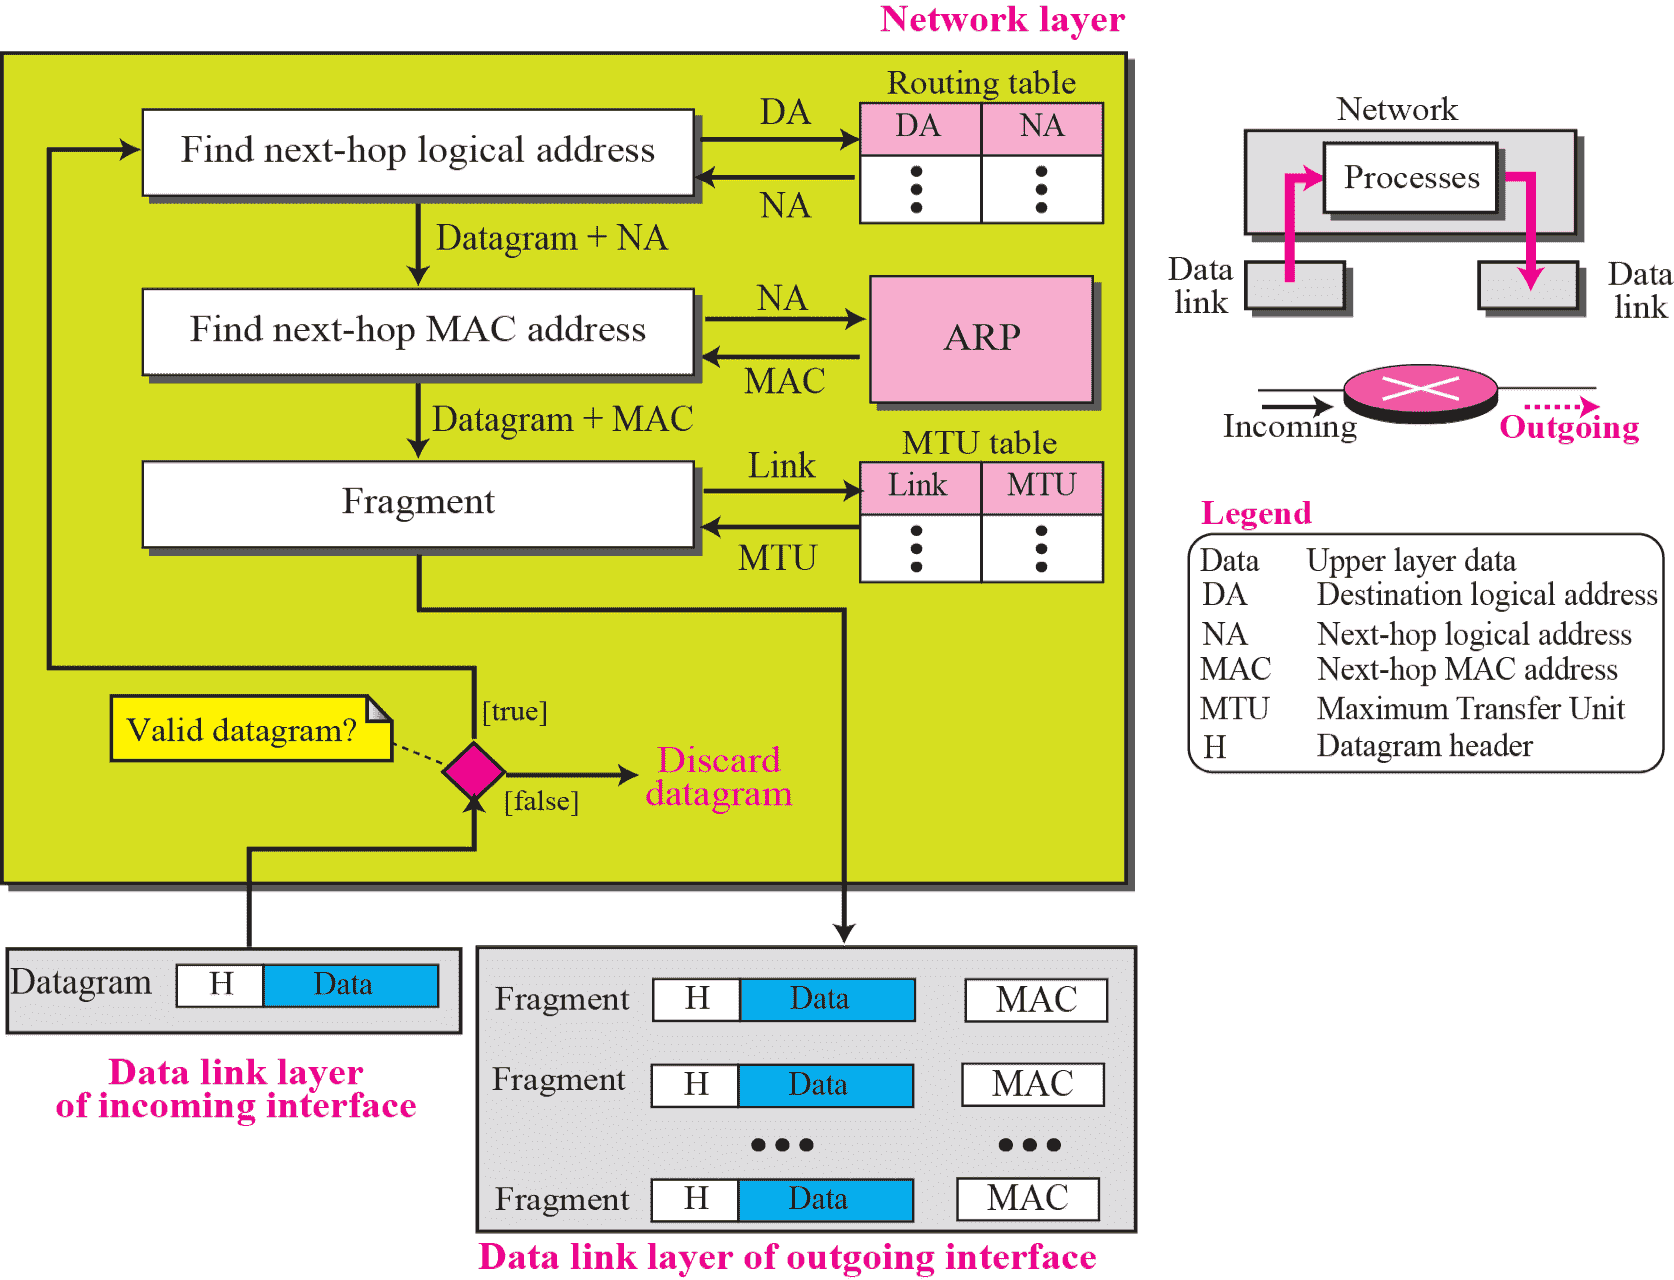 Network layer
Routing table
DA NA
Find next-hop logical address
DA
NA
Datagram + NA
Find next-hop MAC address
NA
MAC
ARP
Datagram + MAC
MTU table
Link MTU
Fragment
Link
MTU
Valid datagram?
[true]
[false]
Discard
datagram
Datagram H Data
Data link layer
of incoming interface
Fragment H Data MAC
Fragment H Data MAC
Fragment H Data MAC
Data link layer of outgoing interface
Network
Processes
Data
link
Data
link
Incoming
Outgoing
Legend
Data Upper layer data
DA Destination logical address
NA Next-hop logical address
MAC Next-hop MAC address
MTU Maximum Transfer Unit
H Datagram header